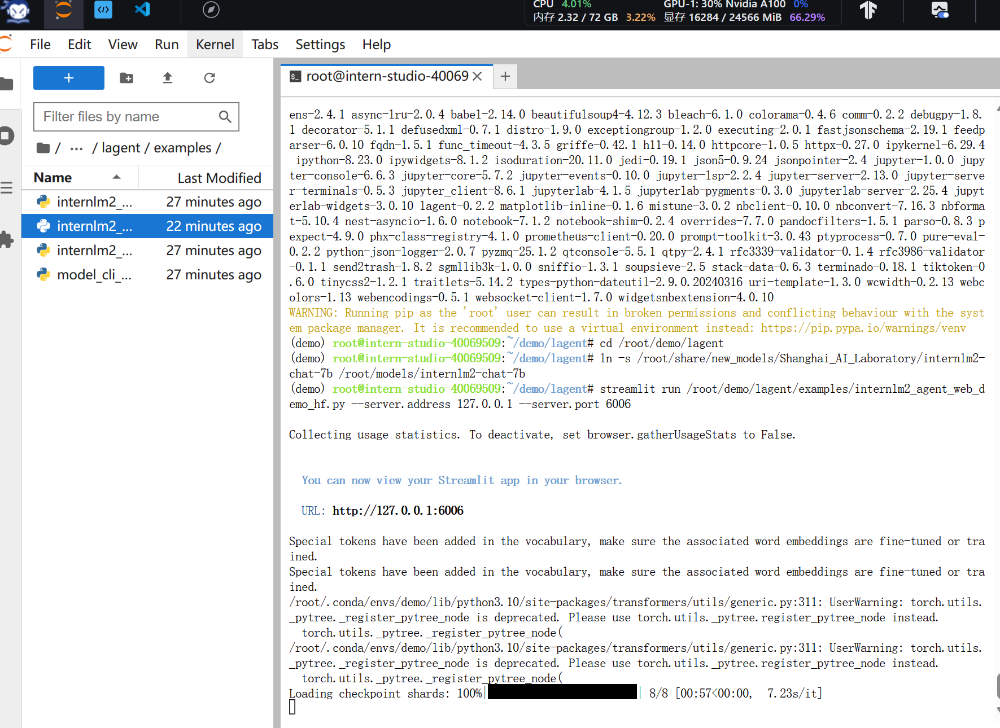 CPU 4.01% GPU-1: 30% Nvidia A100 0%
内存 2.32 / 72 GB 3.22% 显存 16284 / 24566 MiB 66.29%
File Edit View Run Kernel Tabs Settings Help
root@intern-studio-40069
Filter files by name
/ ... / lagent / examples /
Name Last Modified
internlm2_... 27 minutes ago
internlm2_... 22 minutes ago
internlm2_... 27 minutes ago
model_cli_... 27 minutes ago
ens-2.4.1 async-lru-2.0.4 babel-2.14.0 beautifulsoup4-4.12.3 bleach-6.1.0 colorama-0.4.6 comm-0.2.2 debugpy-1.8.
1 decorator-5.1.1 defusedxml-0.7.1 distro-1.9.0 exceptiongroup-1.2.0 executing-2.0.1 fastjsonschema-2.19.1 feedp
arser-6.0.10 fqdn-1.5.1 func_timeout-4.3.5 griffe-0.42.1 h11-0.14.0 httpcore-1.0.5 httpx-0.27.0 ipykernel-6.29.4
ipython-8.23.0 ipywidgets-8.1.2 isoduration-20.11.0 jedi-0.19.1 json5-0.9.24 jsonpointer-2.4 jupyter-1.0.0 jupy
ter-console-6.6.3 jupyter-core-5.7.2 jupyter-events-0.10.0 jupyter-lsp-2.2.4 jupyter-server-2.13.0 jupyter-serve
r-terminals-0.5.3 jupyter_client-8.6.1 jupyterlab-4.1.5 jupyterlab-pygments-0.3.0 jupyterlab-server-2.25.4 jupyt
erlab-widgets-3.0.10 lagent-0.2.2 matplotlib-inline-0.1.6 mistune-3.0.2 nbclient-0.10.0 nbconvert-7.16.3 nbforma
t-5.10.4 nest-asyncio-1.6.0 notebook-7.1.2 notebook-shim-0.2.4 overrides-7.7.0 pandocfilters-1.5.1 parso-0.8.3 p
expect-4.9.0 phx-class-registry-4.1.0 prometheus-client-0.20.0 prompt-toolkit-3.0.43 ptyprocess-0.7.0 pure-eval-
0.2.2 python-json-logger-2.0.7 pyzmq-25.1.2 qtconsole-5.5.1 qtpy-2.4.1 rfc3339-validator-0.1.4 rfc3986-validator
-0.1.1 send2trash-1.8.2 sgmllib3k-1.0.0 sniffio-1.3.1 soupsieve-2.5 stack-data-0.6.3 terminado-0.18.1 tiktoken-0
.6.0 tinycss2-1.2.1 traitlets-5.14.2 types-python-dateutil-2.9.0.20240316 uri-template-1.3.0 wcwidth-0.2.13 webc
olors-1.13 webencodings-0.5.1 websocket-client-1.7.0 widgetsnbextension-4.0.10
WARNING: Running pip as the 'root' user can result in broken permissions and conflicting behaviour with the syst
em package manager. It is recommended to use a virtual environment instead: https://pip.pypa.io/warnings/venv
(demo) root@intern-studio-40069509:~/demo/lagent# cd /root/demo/lagent
(demo) root@intern-studio-40069509:~/demo/lagent# ln -s /root/share/new_models/Shanghai_AI_Laboratory/internlm2-
chat-7b /root/models/internlm2-chat-7b
(demo) root@intern-studio-40069509:~/demo/lagent# streamlit run /root/demo/lagent/examples/internlm2_agent_web_d
emo_hf.py --server.address 127.0.0.1 --server.port 6006
Collecting usage statistics. To deactivate, set browser.gatherUsageStats to False.
You can now view your Streamlit app in your browser.
URL: http://127.0.0.1:6006
Special tokens have been added in the vocabulary, make sure the associated word embeddings are fine-tuned or tra
ined.
Special tokens have been added in the vocabulary, make sure the associated word embeddings are fine-tuned or tra
ined.
/root/.conda/envs/demo/lib/python3.10/site-packages/transformers/utils/generic.py:311: UserWarning: torch.utils.
_pytree._register_pytree_node is deprecated. Please use torch.utils._pytree.register_pytree_node instead.
torch.utils._pytree._register_pytree_node(
/root/.conda/envs/demo/lib/python3.10/site-packages/transformers/utils/generic.py:311: UserWarning: torch.utils.
_pytree._register_pytree_node is deprecated. Please use torch.utils._pytree.register_pytree_node instead.
torch.utils._pytree._register_pytree_node(
Loading checkpoint shards: 100%| | 8/8 [00:57<00:00, 7.23s/it]